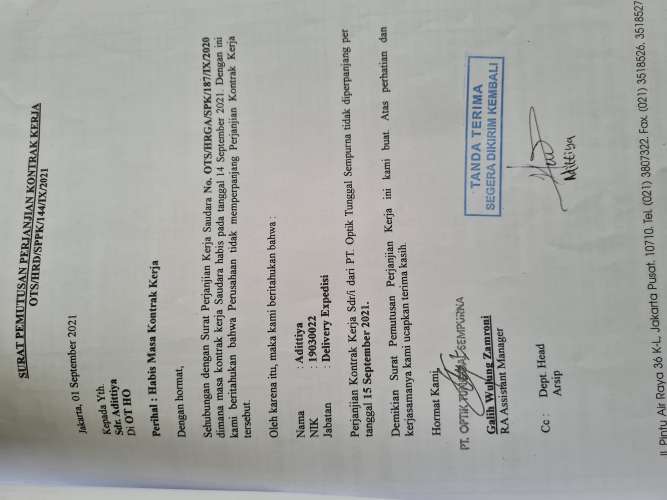 SURAT PEMUTUSAN PERJANJIAN KONTRAK KERJA
OTS/HRD/SPPK/144/IX/2021
Jakarta, 01 September 2021
Kepada Yth
Sdr. Adittiya
Di OT HO
Perihal : Habis Masa Kontrak Kerja
Dengan hormat,
Sehubungan dengan Surat Perjanjian Kerja Saudara No. OTS/HRGA/SPK/187/IX/2020
dimana masa kontrak kerja Saudara habis pada tanggal 14 September 2021. Dengan ini
kami beritahukan bahwa Perusahaan tidak memperpanjang Perjanjian Kontrak Kerja
tersebut.
Oleh karena itu, maka kami beritahukan bahwa :
Nama : Adittiya
NIK : 19030022
Jabatan : Delivery Expedisi
Perjanjian Kontrak Kerja Sdr/i dari PT. Optik Tunggal Sempurna tidak diperpanjang per
tanggal 15 September 2021.
Demikian Surat Pemutusan Perjanjian Kerja ini kami buat. Atas perhatian dan
kerjasamanya kami ucapkan terima kasih.
Hormat Kami,
PT. OPTIK TUNGGAL SEMPURNA
Galih Wulung Zamroni
RA Assistant Manager
TANDA TERIMA
SEGERA DIKIRIM KEMBALI
Adittiya
Cc : Dept Head
Arsip
Jl. Pintu Air Raya 36 K-L, Jakarta Pusat, 10710. Tel. (021) 3807322. Fax. (021) 3518526, 3518527